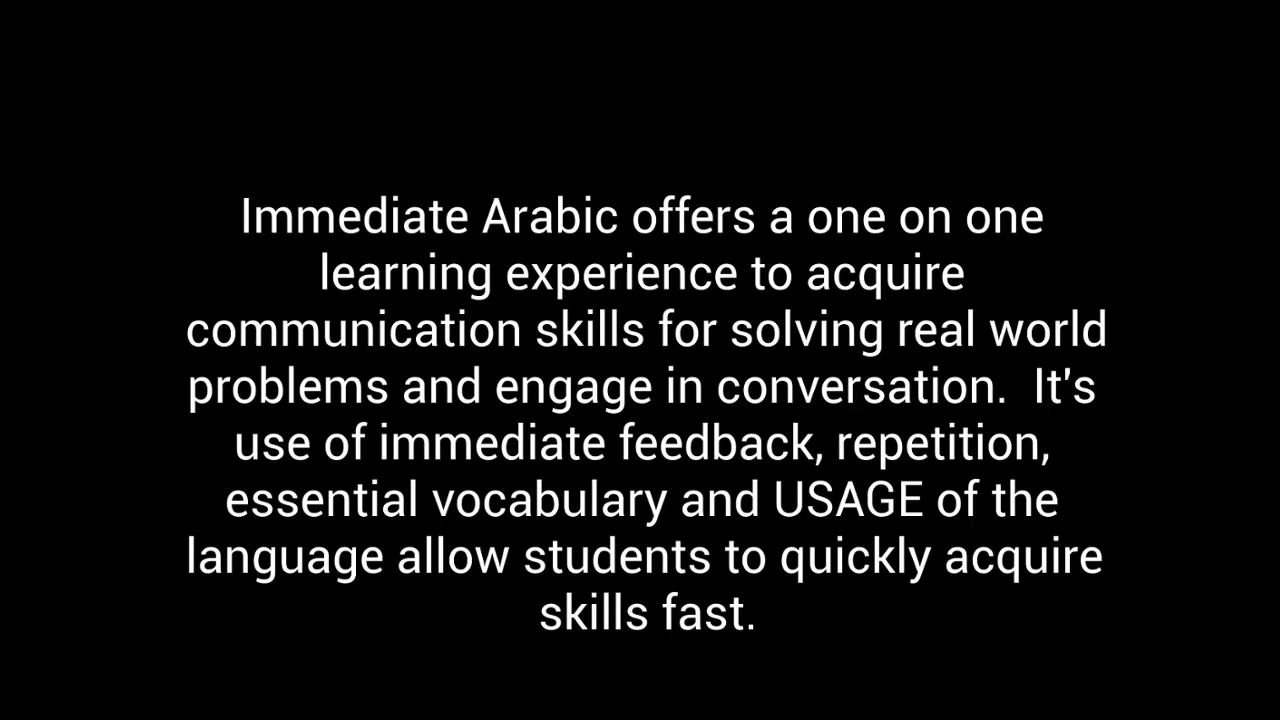 Immediate Arabic offers a one on one
learning experience to acquire
communication skills for solving real world
problems and engage in conversation.  It's
use of immediate feedback, repetition,
essential vocabulary and USAGE of the
language allow students to quickly acquire
skills fast.